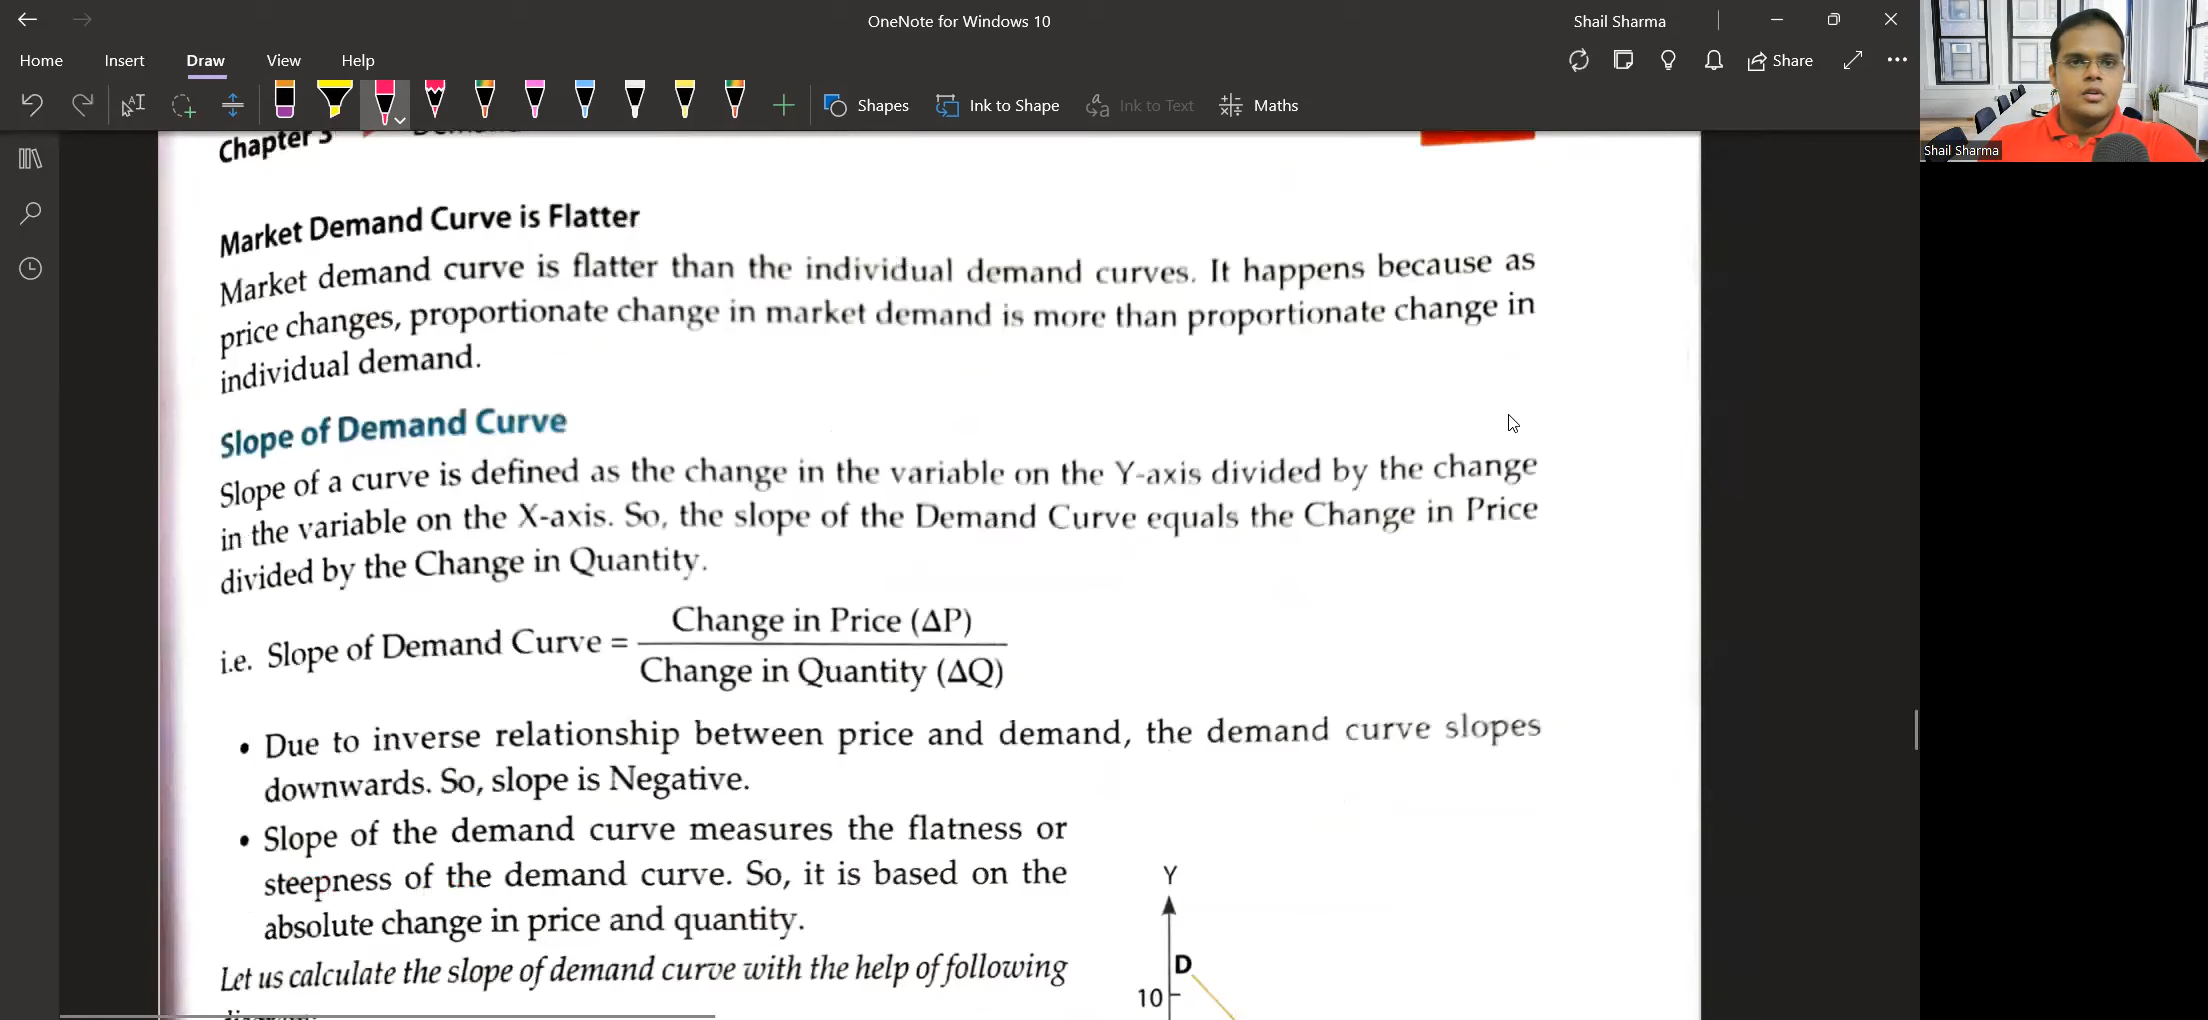 OneNote for Windows 10
Shail Sharma
Home Insert Draw View Help
Share
Shapes Ink to Shape Ink to Text Maths
Shail Sharma
Chapter 3
Market Demand Curve is Flatter
Market demand curve is flatter than the individual demand curves. It happens because as
price changes, proportionate change in market demand is more than proportionate change in
individual demand.
Slope of Demand Curve
Slope of a curve is defined as the change in the variable on the Y-axis divided by the change
in the variable on the X-axis. So, the slope of the Demand Curve equals the Change in Price
divided by the Change in Quantity.
i.e. Slope of Demand Curve = Change in Price (ΔP)
Change in Quantity (ΔQ)
• Due to inverse relationship between price and demand, the demand curve slopes
downwards. So, slope is Negative.
• Slope of the demand curve measures the flatness or
steepness of the demand curve. So, it is based on the
absolute change in price and quantity.
Let us calculate the slope of demand curve with the help of following
Y
D
10